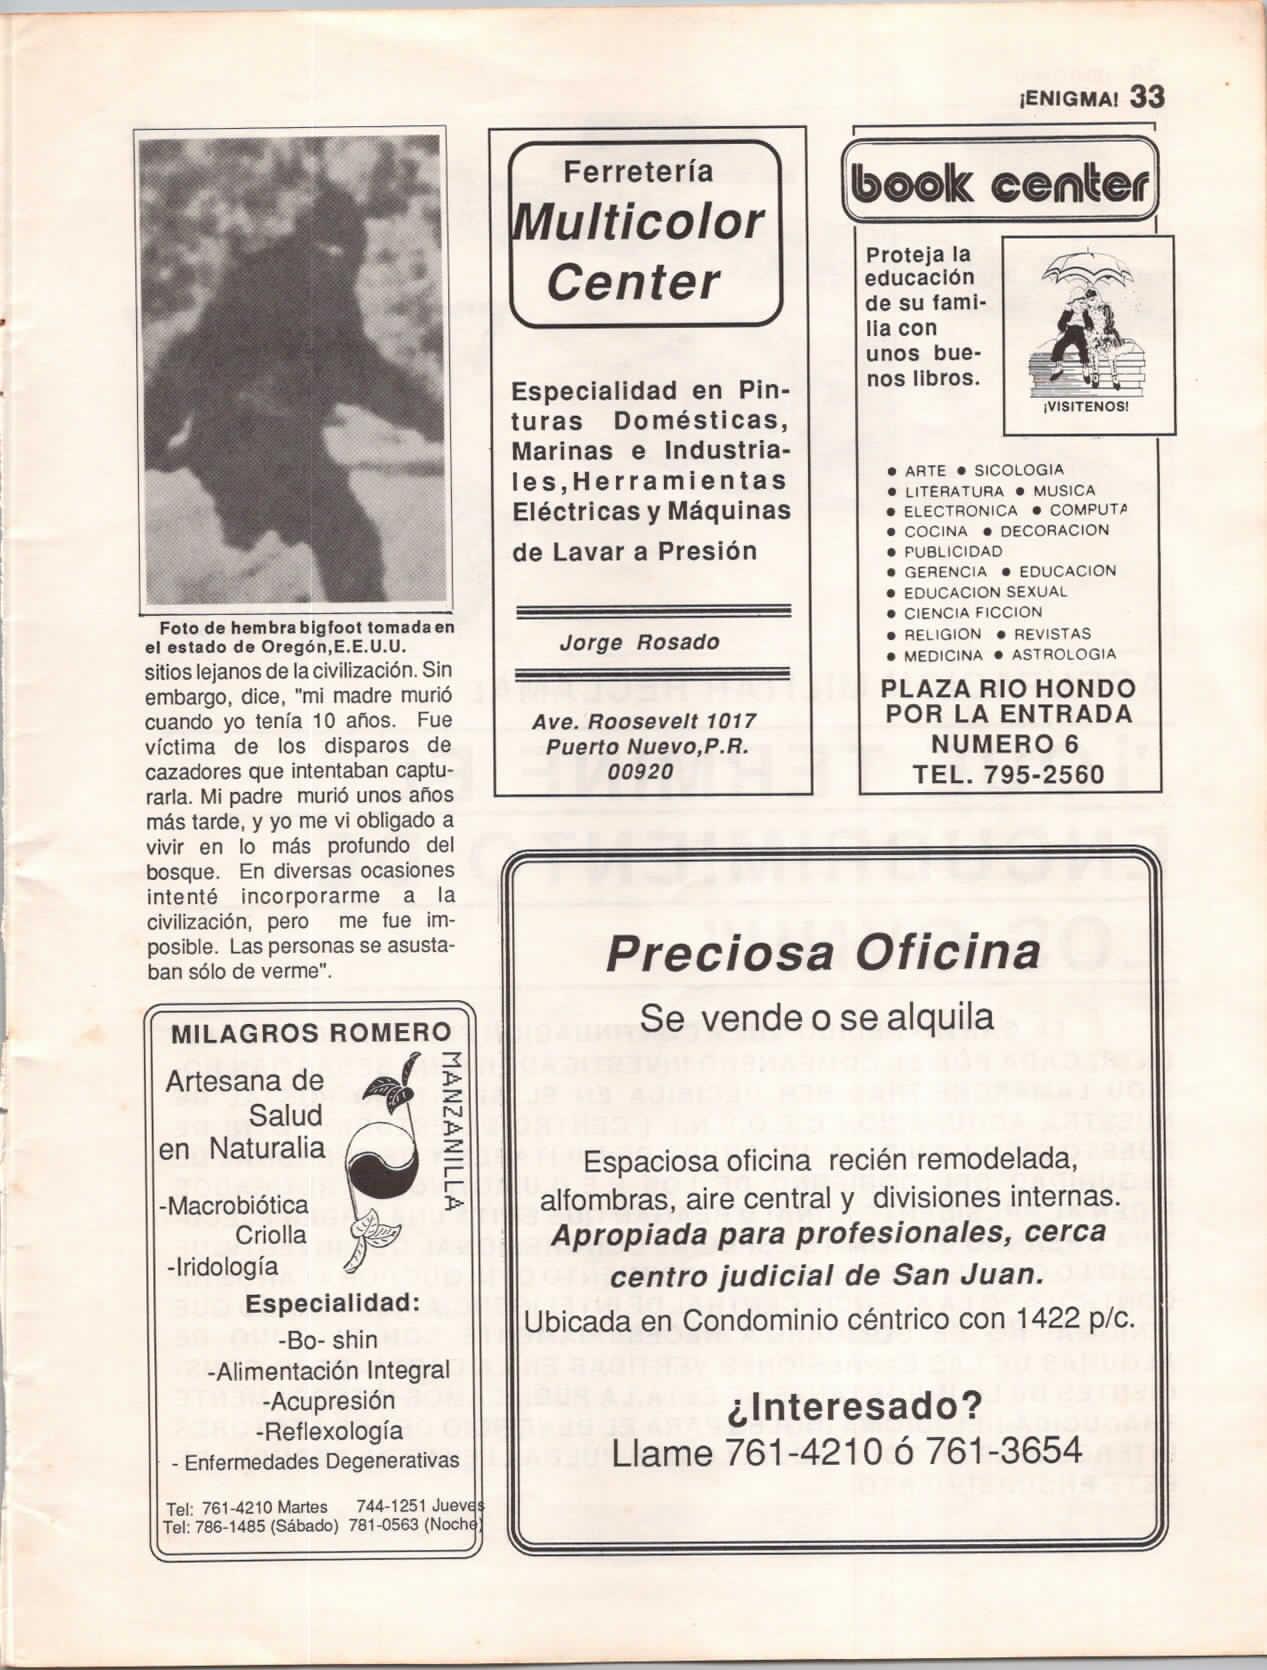 ¡ENIGMA! 33
Foto de hembra bigfoot tomada en
el estado de Oregón,E.E.U.U.
sitios lejanos de la civilización. Sin
embargo, dice, "mi madre murió
cuando yo tenía 10 años. Fue
víctima de los disparos de
cazadores que intentaban captu-
rarla. Mi padre murió unos años
más tarde, y yo me vi obligado a
vivir en lo más profundo del
bosque. En diversas ocasiones
intenté incorporarme a la
civilización, pero me fue im-
posible. Las personas se asusta-
ban sólo de verme".
MILAGROS ROMERO
Artesana de
Salud
en Naturalia
MANZANILLA
-Macrobiótica
Criolla
-Iridología
Especialidad:
-Bo- shin
-Alimentación Integral
-Acupresión
-Reflexología
- Enfermedades Degenerativas
Tel: 761-4210 Martes 744-1251 Jueves
Tel: 786-1485 (Sábado) 781-0563 (Noche)
Ferretería
Multicolor
Center
Especialidad en Pin-
turas Domésticas,
Marinas e Industria-
les,Herramientas
Eléctricas y Máquinas
de Lavar a Presión
Jorge Rosado
Ave. Roosevelt 1017
Puerto Nuevo,P.R.
00920
book center
Proteja la
educación
de su fami-
lia con
unos bue-
nos libros.
¡VISITENOS!
● ARTE ● SICOLOGIA
● LITERATURA ● MUSICA
● ELECTRONICA ● COMPUTA
● COCINA ● DECORACION
● PUBLICIDAD
● GERENCIA ● EDUCACION
● EDUCACION SEXUAL
● CIENCIA FICCION
● RELIGION ● REVISTAS
● MEDICINA ● ASTROLOGIA
PLAZA RIO HONDO
POR LA ENTRADA
NUMERO 6
TEL. 795-2560
Preciosa Oficina
Se vende o se alquila
Espaciosa oficina recién remodelada,
alfombras, aire central y divisiones internas.
Apropiada para profesionales, cerca
centro judicial de San Juan.
Ubicada en Condominio céntrico con 1422 p/c.
¿Interesado?
Llame 761-4210 ó 761-3654